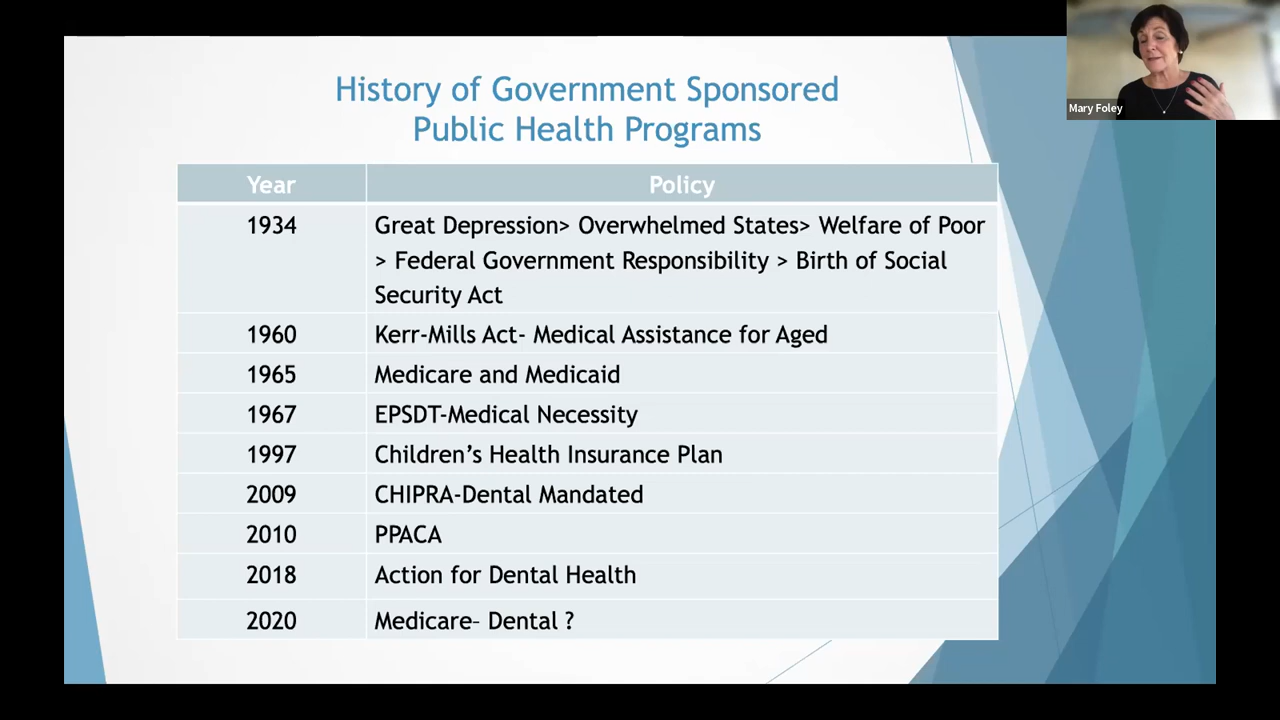 History of Government Sponsored
Public Health Programs
Year Policy
1934 Great Depression> Overwhelmed States> Welfare of Poor
> Federal Government Responsibility > Birth of Social
Security Act
1960 Kerr-Mills Act- Medical Assistance for Aged
1965 Medicare and Medicaid
1967 EPSDT-Medical Necessity
1997 Children’s Health Insurance Plan
2009 CHIPRA-Dental Mandated
2010 PPACA
2018 Action for Dental Health
2020 Medicare– Dental ?
Mary Foley